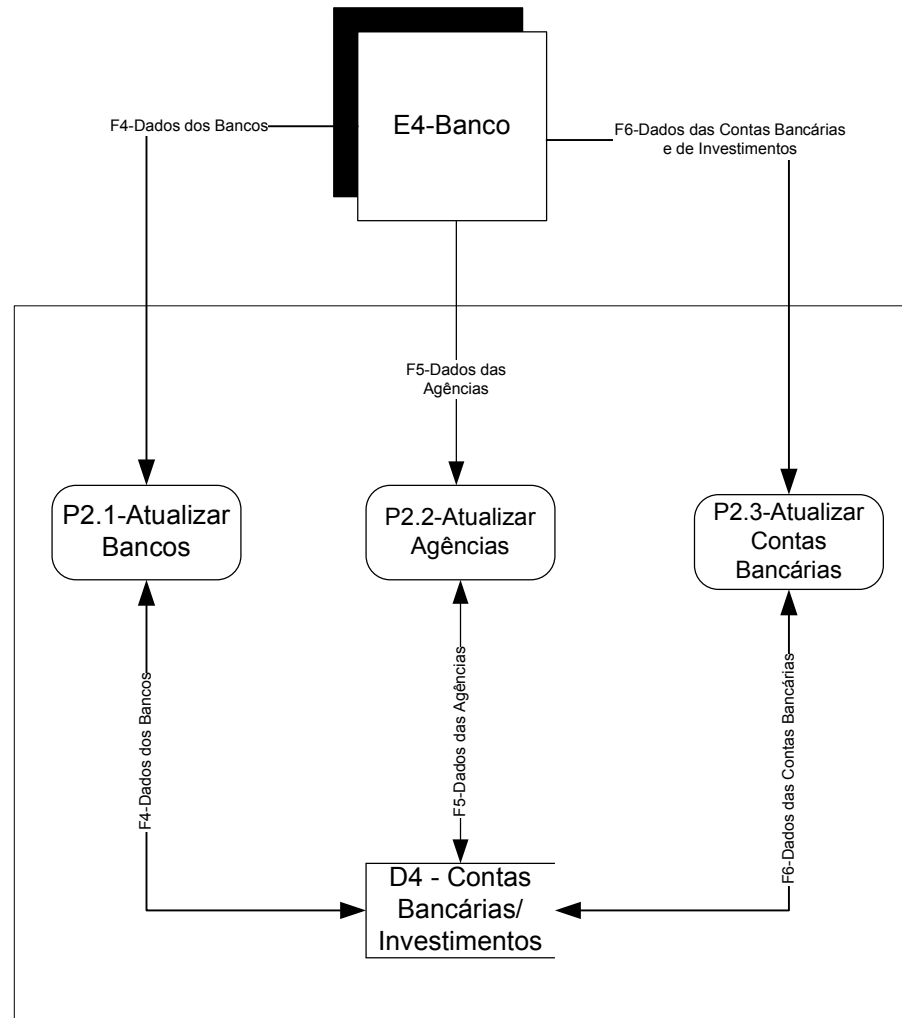 F4-Dados dos Bancos
E4-Banco
F6-Dados das Contas Bancárias
e de Investimentos
F5-Dados das
Agências
P2.1-Atualizar
Bancos
P2.2-Atualizar
Agências
P2.3-Atualizar
Contas
Bancárias
F4-Dados dos Bancos
F5-Dados das Agências
F6-Dados das Contas Bancárias
D4 - Contas
Bancárias/
Investimentos